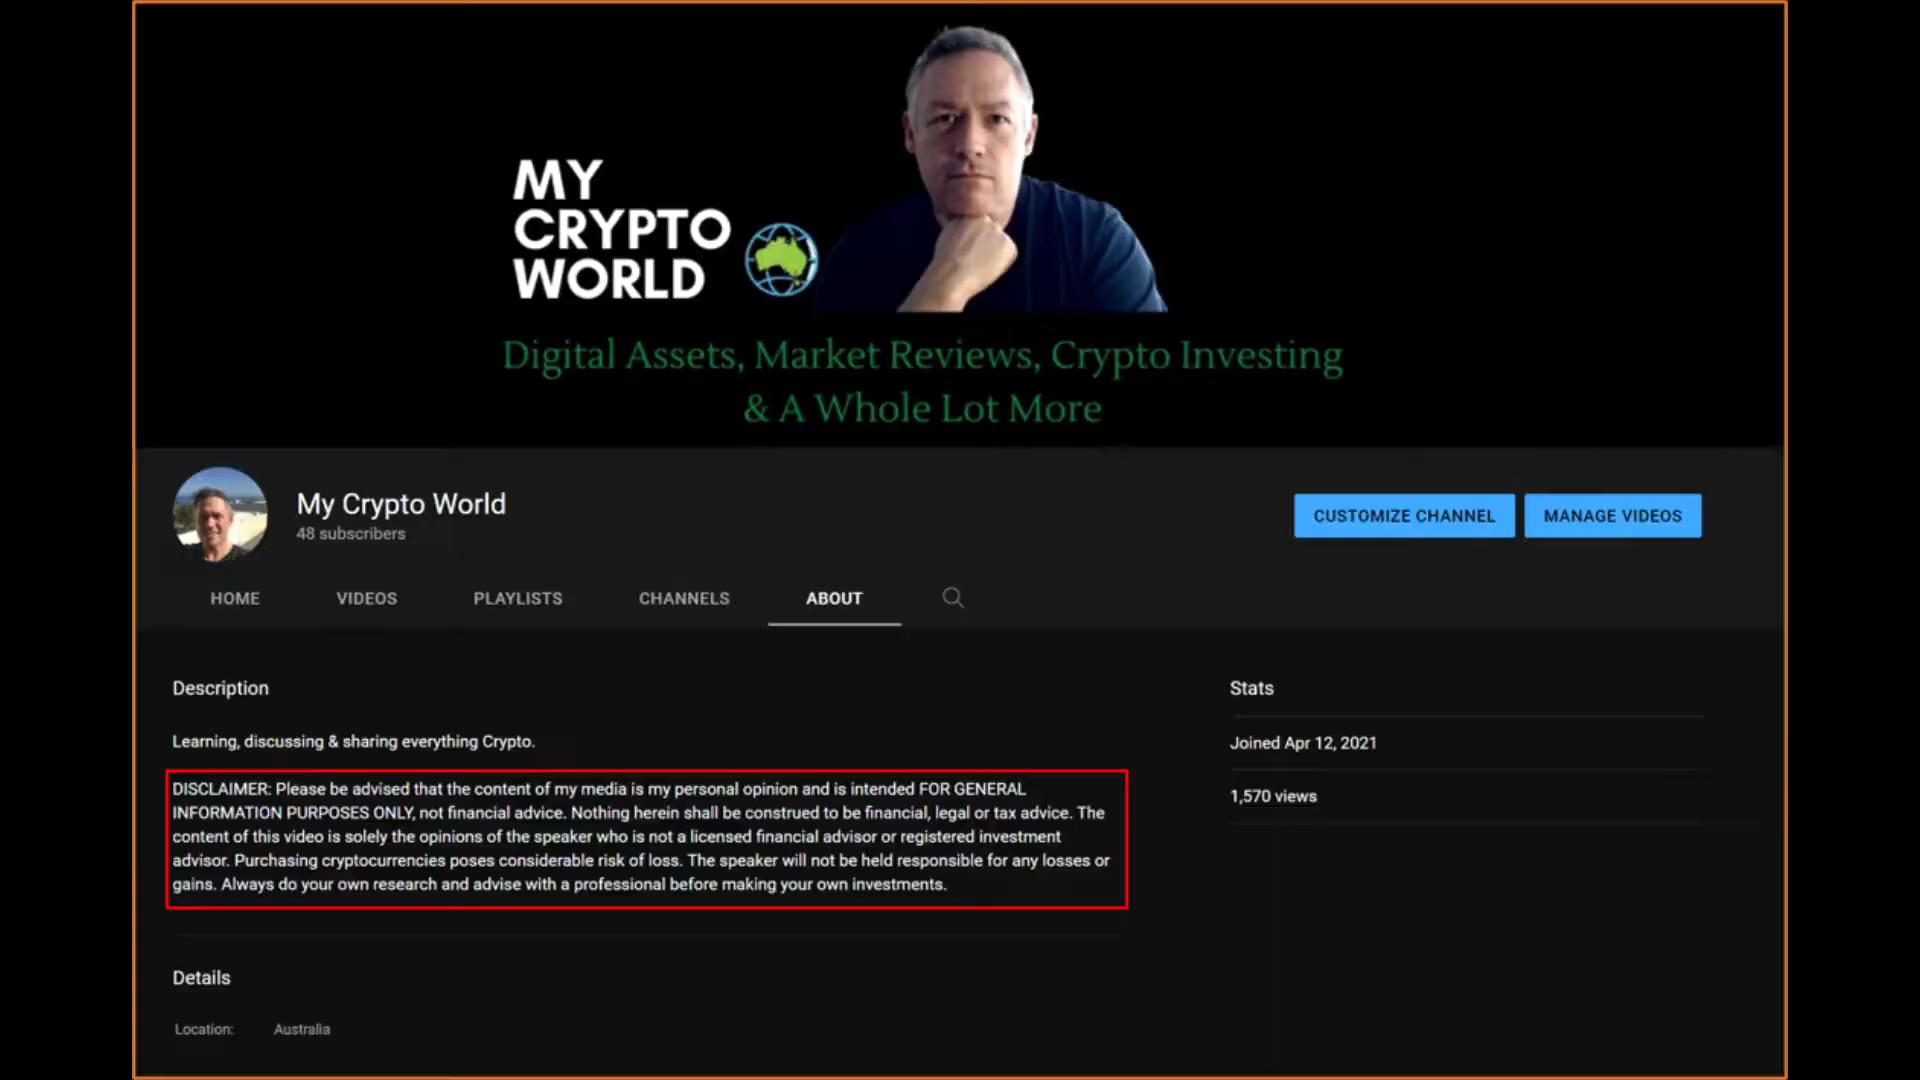 MY
CRYPTO
WORLD
Digital Assets, Market Reviews, Crypto Investing
& A Whole Lot More
My Crypto World
48 subscribers
CUSTOMIZE CHANNEL
MANAGE VIDEOS
HOME
VIDEOS
PLAYLISTS
CHANNELS
ABOUT
Description
Learning, discussing & sharing everything Crypto.
DISCLAIMER: Please be advised that the content of my media is my personal opinion and is intended FOR GENERAL
INFORMATION PURPOSES ONLY, not financial advice. Nothing herein shall be construed to be financial, legal or tax advice. The
content of this video is solely the opinions of the speaker who is not a licensed financial advisor or registered investment
advisor. Purchasing cryptocurrencies poses considerable risk of loss. The speaker will not be held responsible for any losses or
gains. Always do your own research and advise with a professional before making your own investments.
Details
Location:
Australia
Stats
Joined Apr 12, 2021
1,570 views